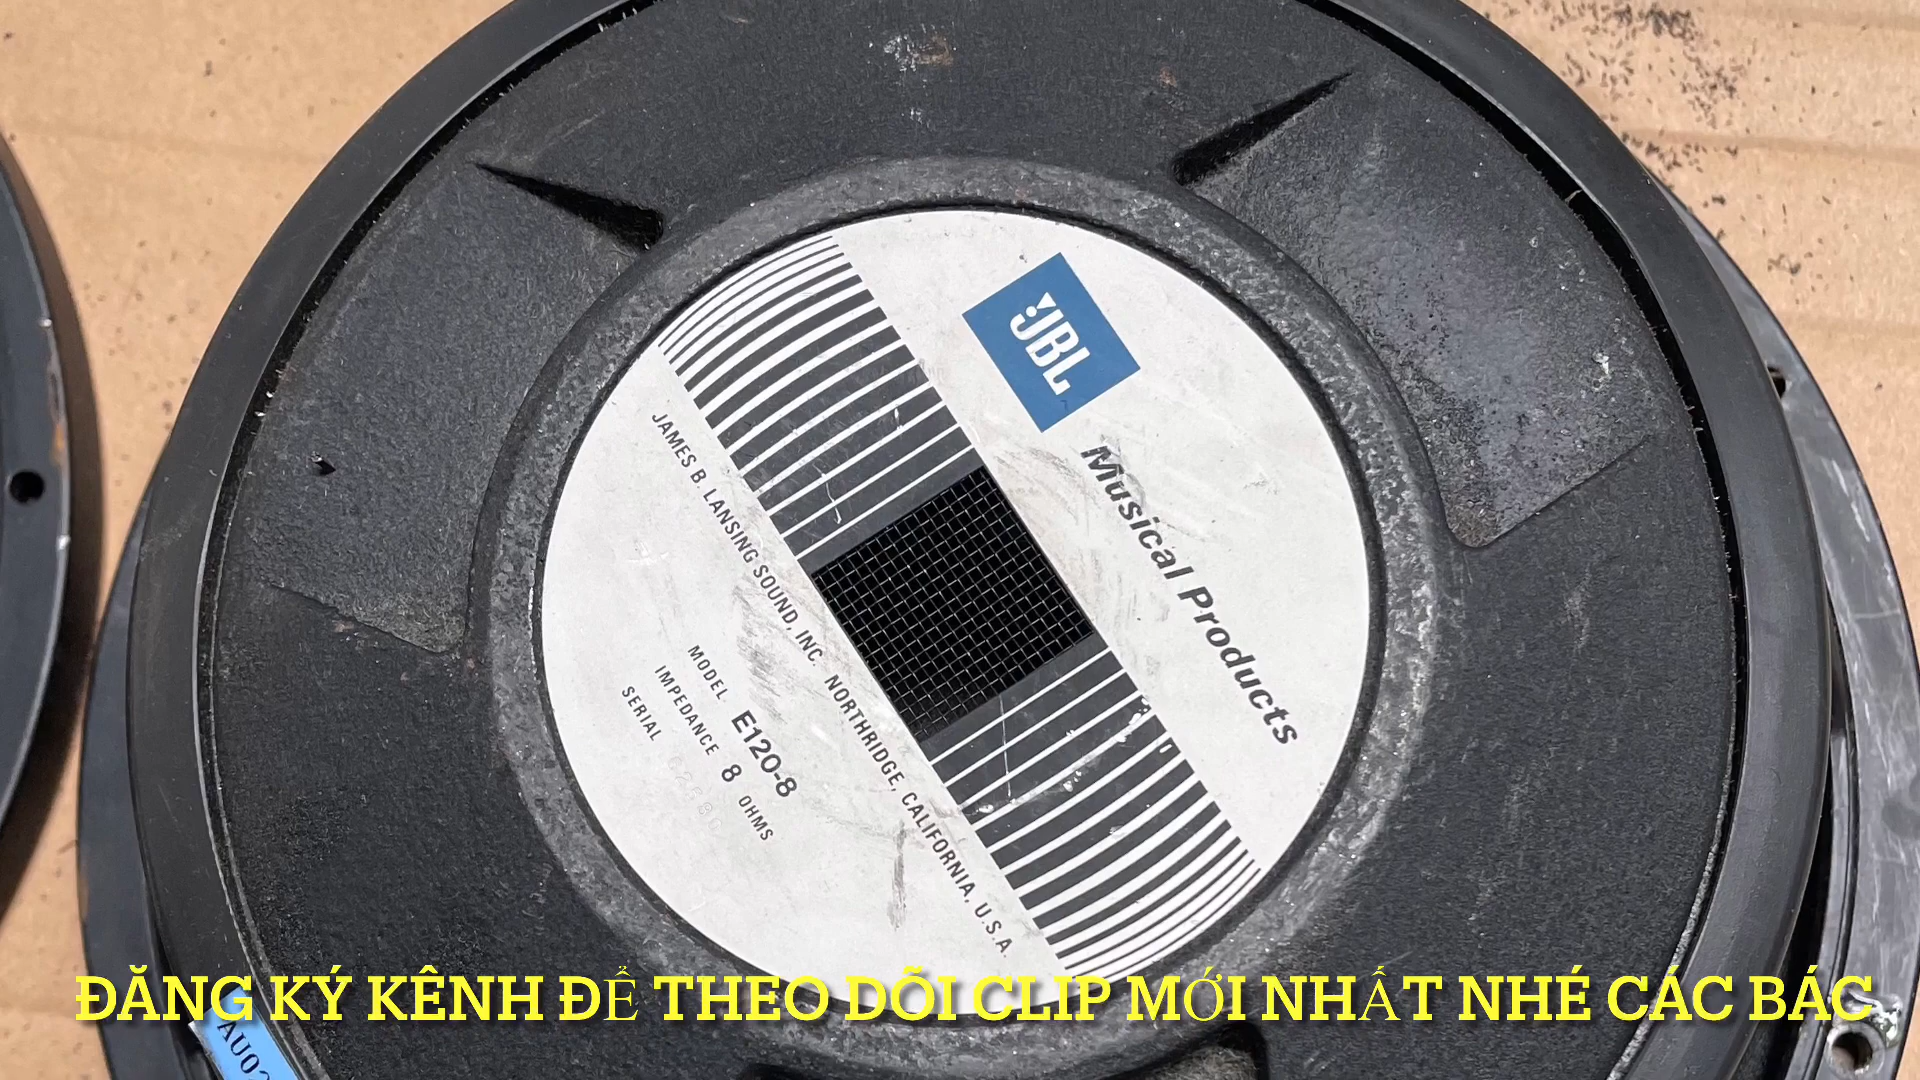 JBL
Musical Products
JAMES B. LANSING SOUND, INC. NORTHRIDGE, CALIFORNIA, U.S.A.
MODEL E120-8
IMPEDANCE 8 OHMS
SERIAL
ĐĂNG KÝ KÊNH ĐỂ THEO DÕI CLIP MỚI NHẤT NHÉ CÁC BÁC